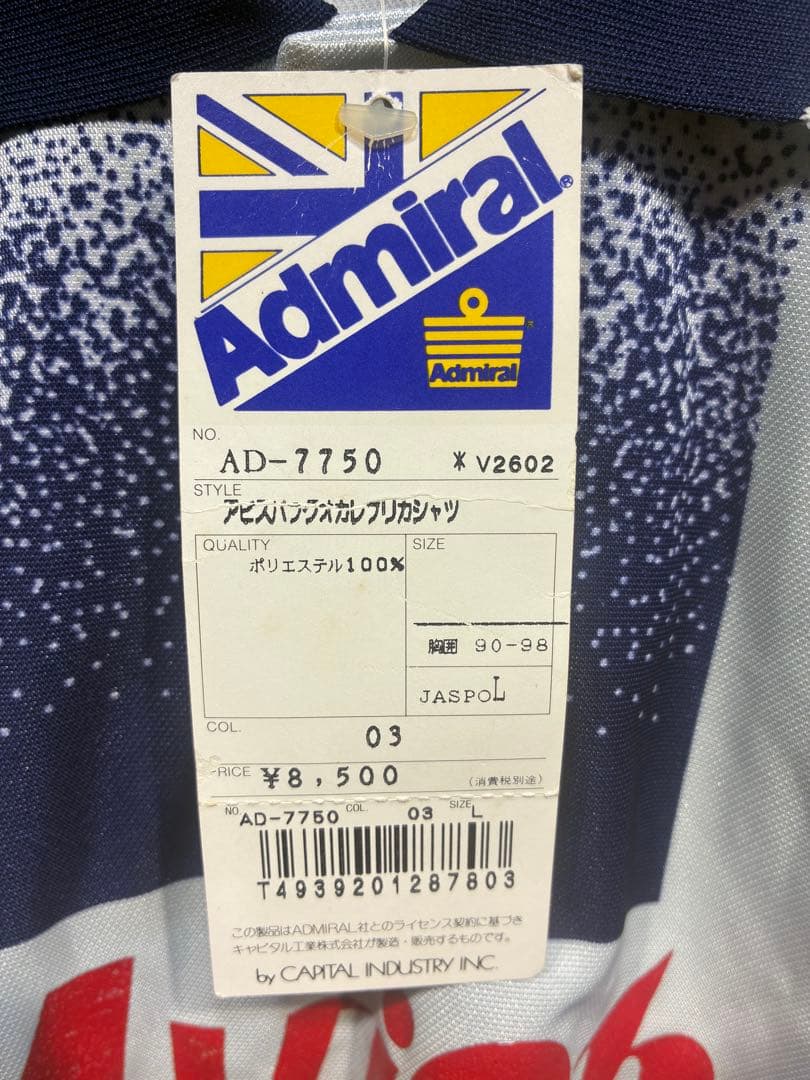 Admiral®
Admiral
NO.
AD-7750 *V2602
STYLE
アビスパフクオカレプリカシャツ
QUALITY
ポリエステル100%
SIZE
胸囲 90-98
JASPO L
COL.
03
PRICE ¥8,500 (消費税別途)
NO. AD-7750 COL. 03 SIZE L
T4939201287803
この製品はADMIRAL社とのライセンス契約に基づき
キャピタル工業株式会社が製造・販売するものです。
by CAPITAL INDUSTRY INC.